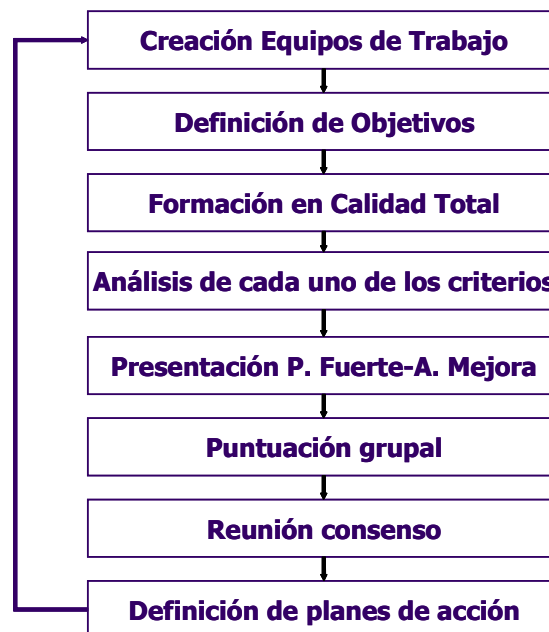 Creación Equipos de Trabajo
Definición de Objetivos
Formación en Calidad Total
Análisis de cada uno de los criterios
Presentación P. Fuerte-A. Mejora
Puntuación grupal
Reunión consenso
Definición de planes de acción